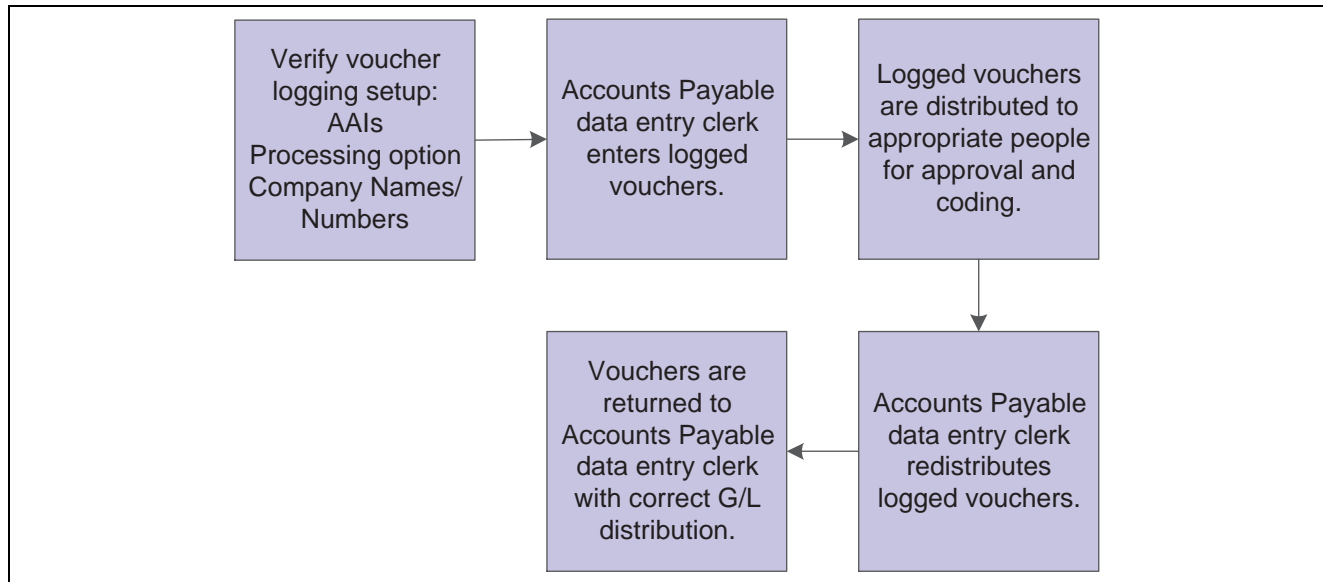 Verify voucher
logging setup:
AAIs
Processing option
Company Names/
Numbers
Accounts Payable
data entry clerk
enters logged
vouchers.
Logged vouchers
are distributed to
appropriate people
for approval and
coding.
Accounts Payable
data entry clerk
redistributes
logged vouchers.
Vouchers are
returned to
Accounts Payable
data entry clerk
with correct G/L
distribution.